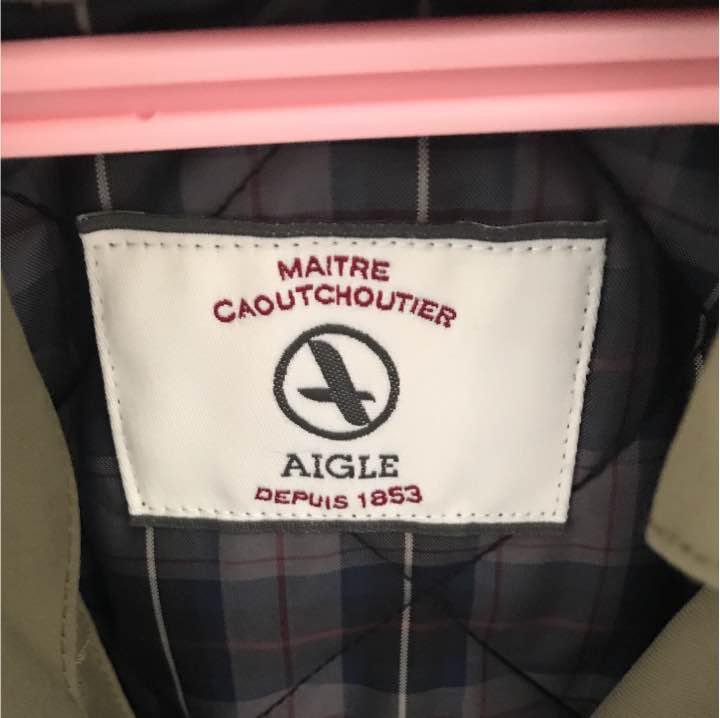 MAITRE
CAOUTCHOUTIER
AIGLE
DEPUIS 1853